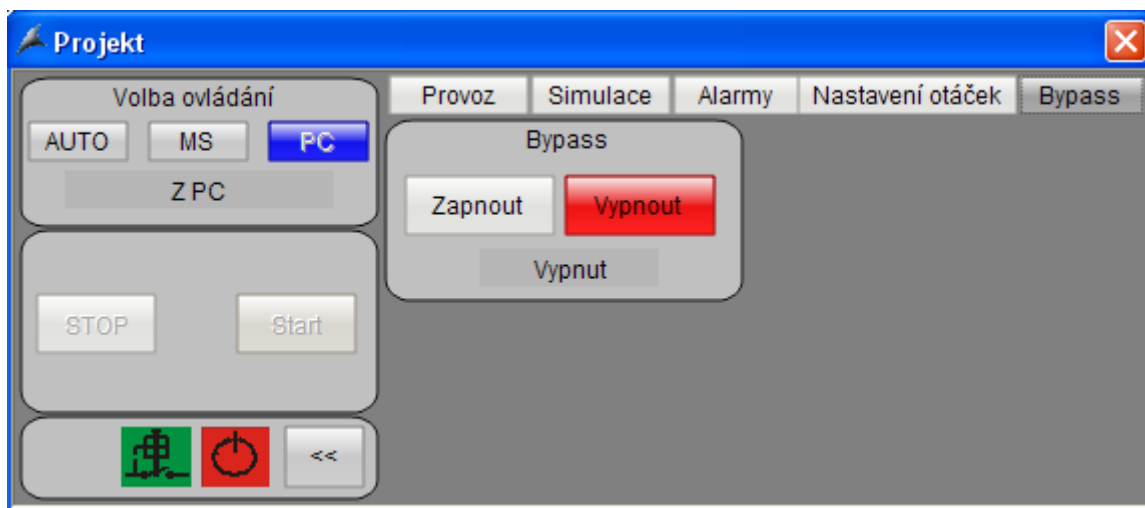 Projekt
Volba ovládání
AUTO MS PC
Z PC
STOP Start
<<
Provoz Simulace Alarmy Nastavení otáček Bypass
Bypass
Zapnout Vypnout
Vypnut